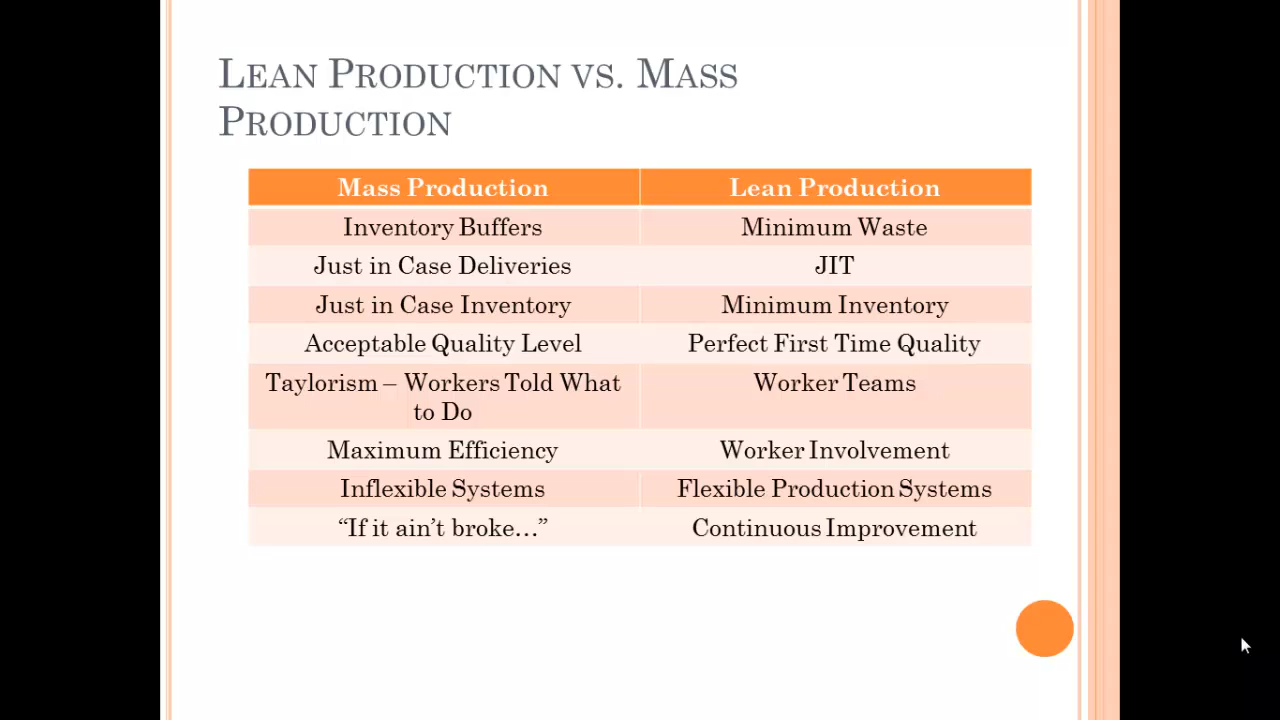 Lean Production vs. Mass
Production
Mass Production Lean Production
Inventory Buffers Minimum Waste
Just in Case Deliveries JIT
Just in Case Inventory Minimum Inventory
Acceptable Quality Level Perfect First Time Quality
Taylorism – Workers Told What Worker Teams
to Do
Maximum Efficiency Worker Involvement
Inflexible Systems Flexible Production Systems
“If it ain’t broke…” Continuous Improvement